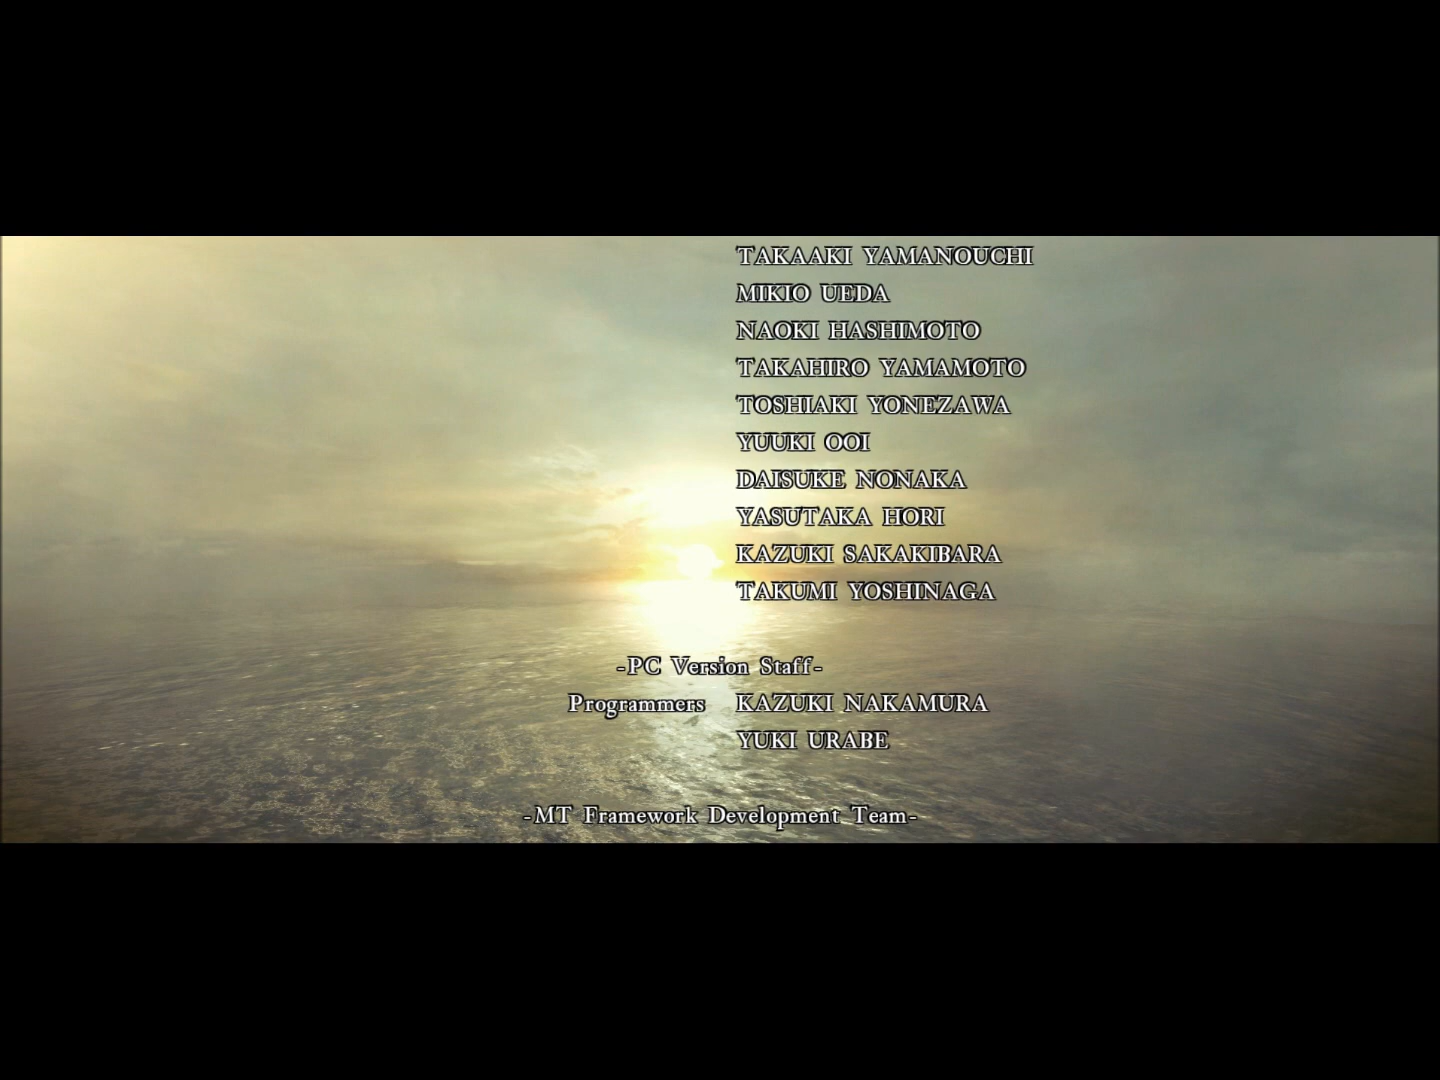 TAKAAKI YAMANOUCHI
MIKIO UEDA
NAOKI HASHIMOTO
TAKAHIRO YAMAMOTO
TOSHIAKI YONEZAWA
YUUKI OOI
DAISUKE NONAKA
YASUTAKA HORI
KAZUKI SAKAKIBARA
TAKUMI YOSHINAGA
-PC Version Staff-
Programmers KAZUKI NAKAMURA
YUKI URABE
-MT Framework Development Team-